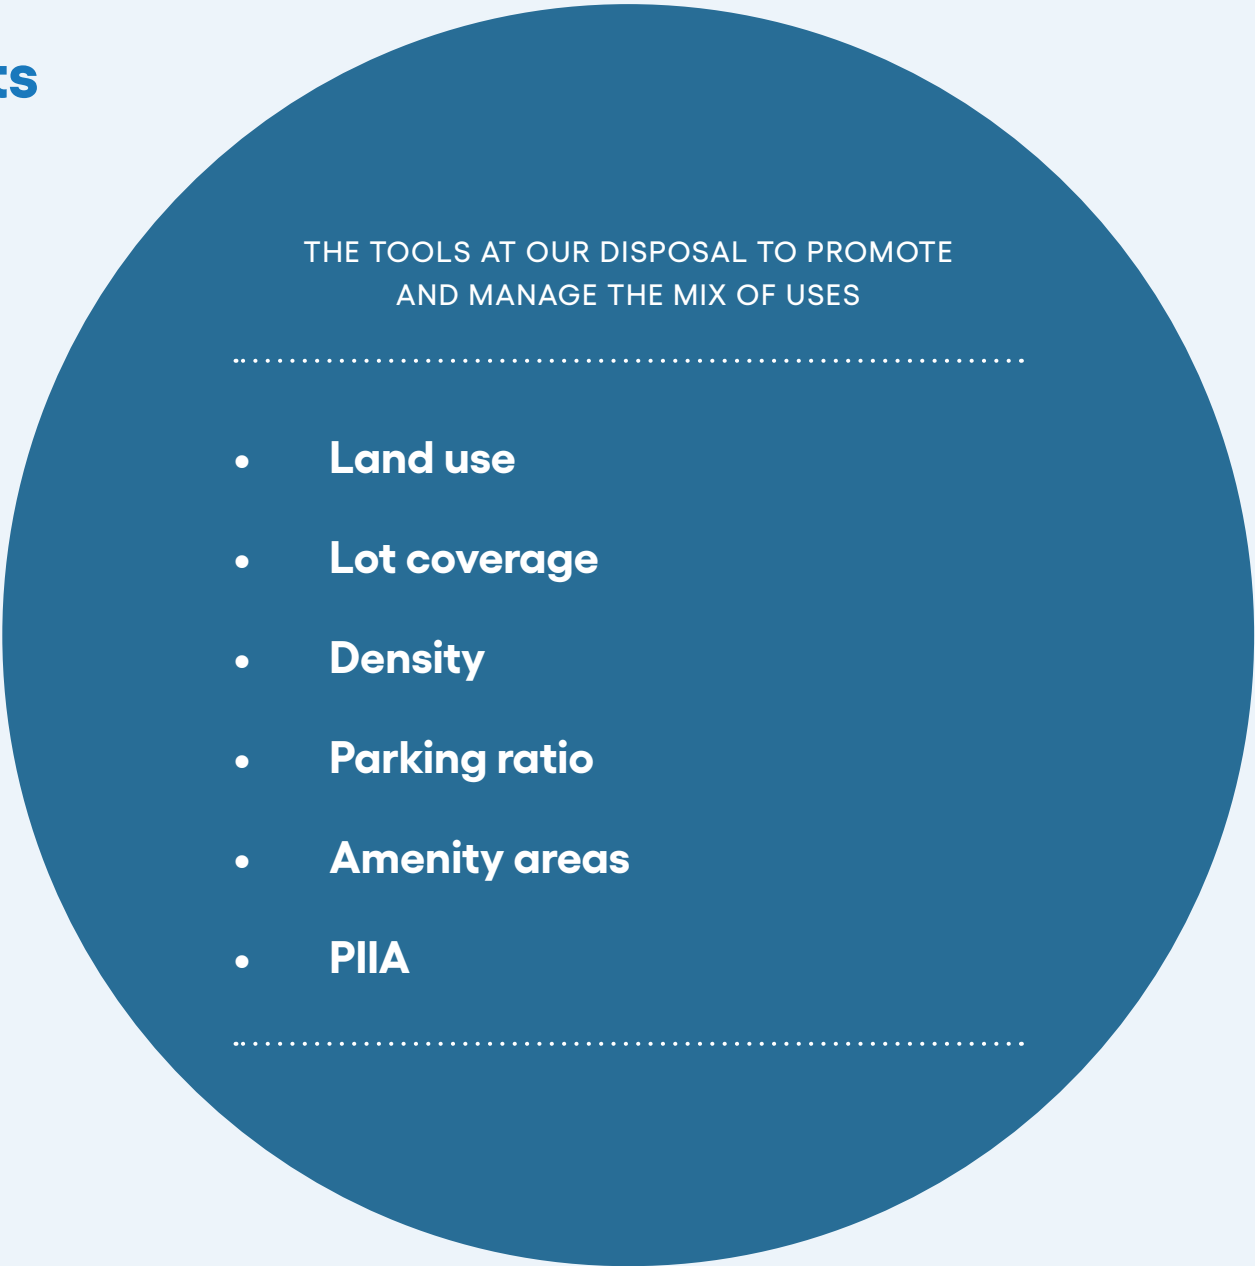 THE TOOLS AT OUR DISPOSAL TO PROMOTE
AND MANAGE THE MIX OF USES
• Land use
• Lot coverage
• Density
• Parking ratio
• Amenity areas
• PIIA